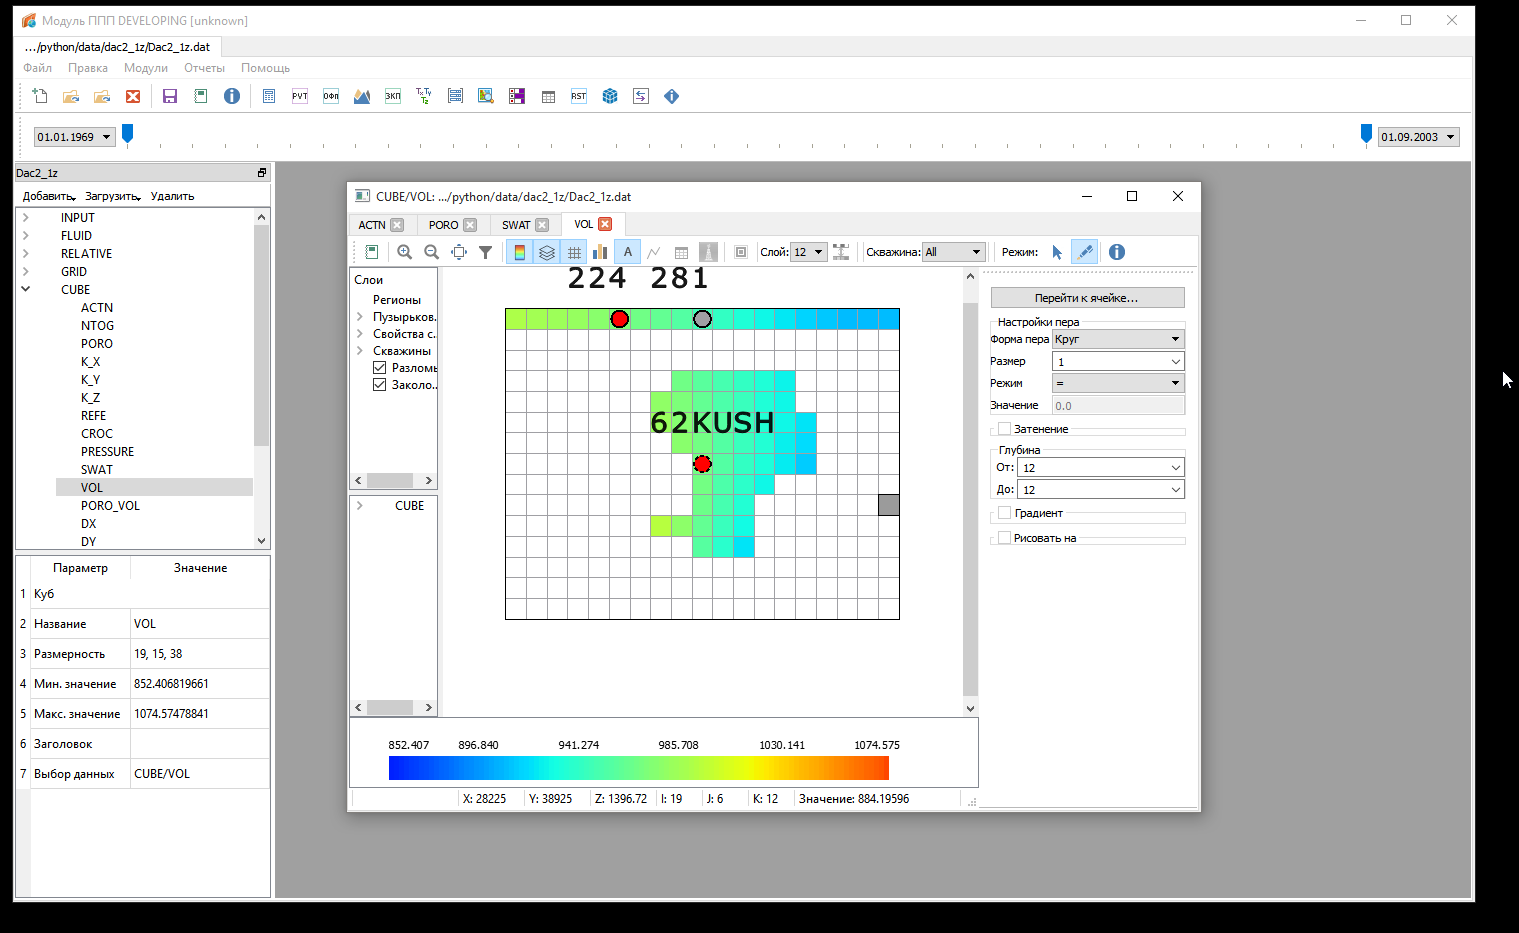 Модуль ППП DEVELOPING [unknown]
.../python/data/dac2_1z/Dac2_1z.dat
Файл Правка Модули Отчеты Помощь
PVT ОФП ЗКП TxTy Tz RST
01.01.1969 01.09.2003
Dac2_1z
Добавить Загрузить Удалить
INPUT
FLUID
RELATIVE
GRID
CUBE
ACTN
NTOG
PORO
K_X
K_Y
K_Z
REFE
CROC
PRESSURE
SWAT
VOL
PORO_VOL
DX
DY
Параметр Значение
1 Куб
2 Название VOL
3 Размерность 19, 15, 38
4 Мин. значение 852.406819661
5 Макс. значение 1074.57478841
6 Заголовок
7 Выбор данных CUBE/VOL
CUBE/VOL: .../python/data/dac2_1z/Dac2_1z.dat
ACTN PORO SWAT VOL
A Слой: 12 Скважина: All Режим:
Слои
Регионы
Пузырьков..
Свойства с..
Скважины
Разломы
Заколо..
CUBE
224 281
62KUSH
Перейти к ячейке...
Настройки пера
Форма пера Круг
Размер 1
Режим =
Значение 0.0
Затенение
Глубина
От: 12
До: 12
Градиент
Рисовать на
852.407 896.840 941.274 985.708 1030.141 1074.575
X: 28225 Y: 38925 Z: 1396.72 I: 19 J: 6 K: 12 Значение: 884.19596